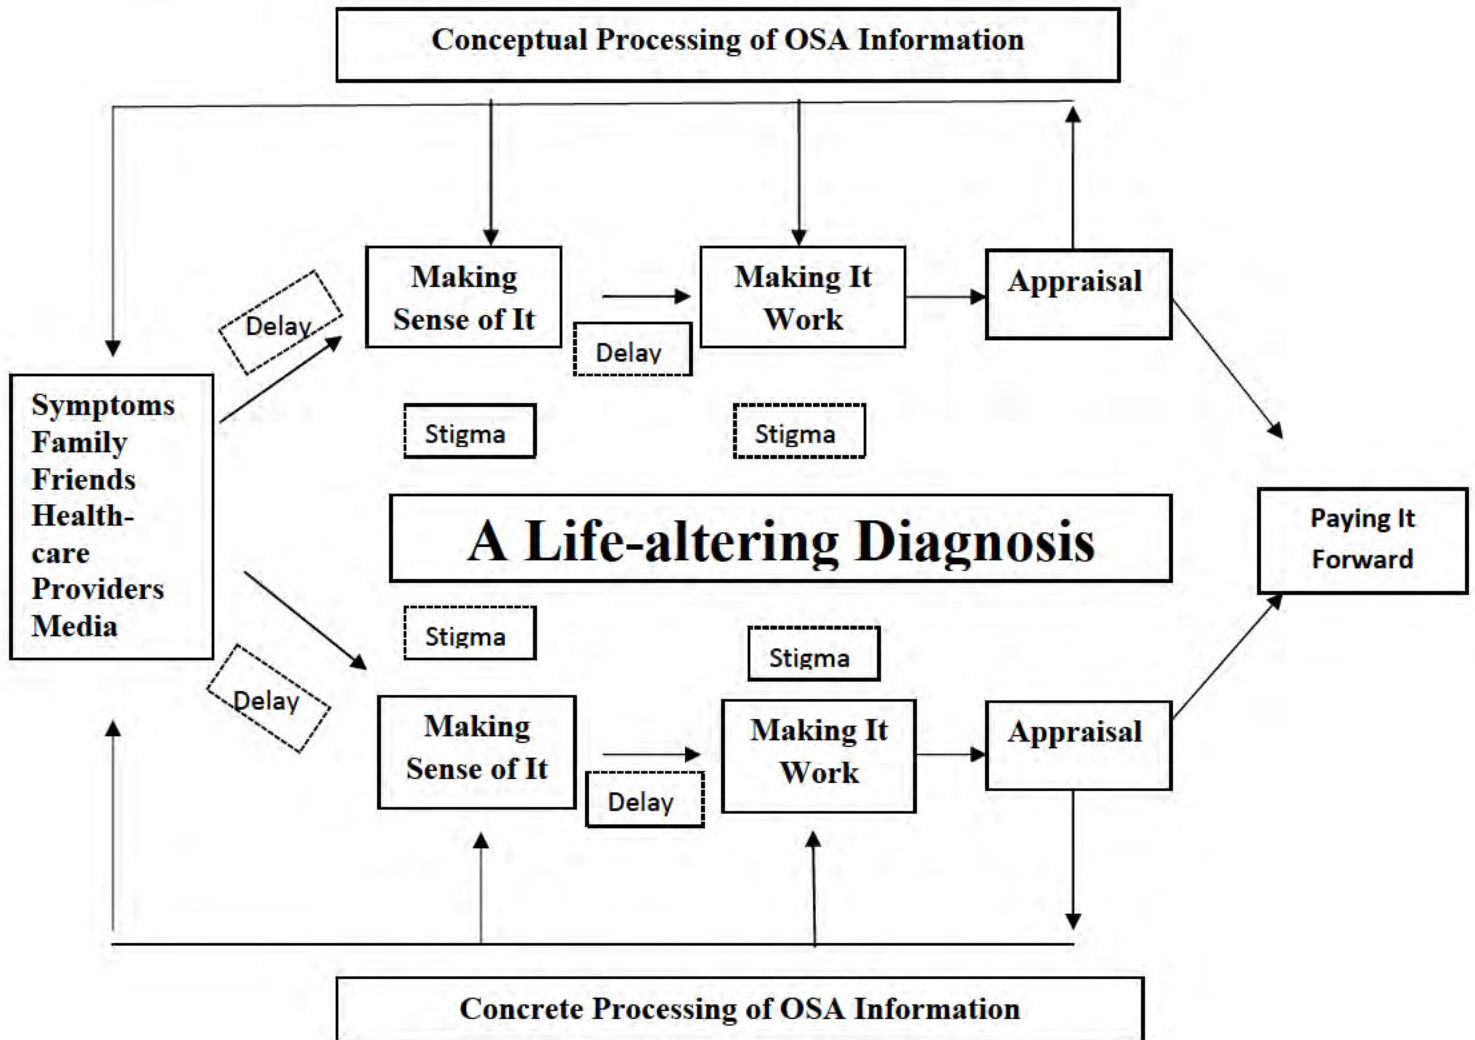 Conceptual Processing of OSA Information
Making
Sense of It
Making It
Work
Appraisal
Delay
Delay
Symptoms
Family
Friends
Health-
care
Providers
Media
Stigma
Stigma
A Life-altering Diagnosis
Paying It
Forward
Stigma
Stigma
Delay
Making
Sense of It
Making It
Work
Appraisal
Delay
Concrete Processing of OSA Information